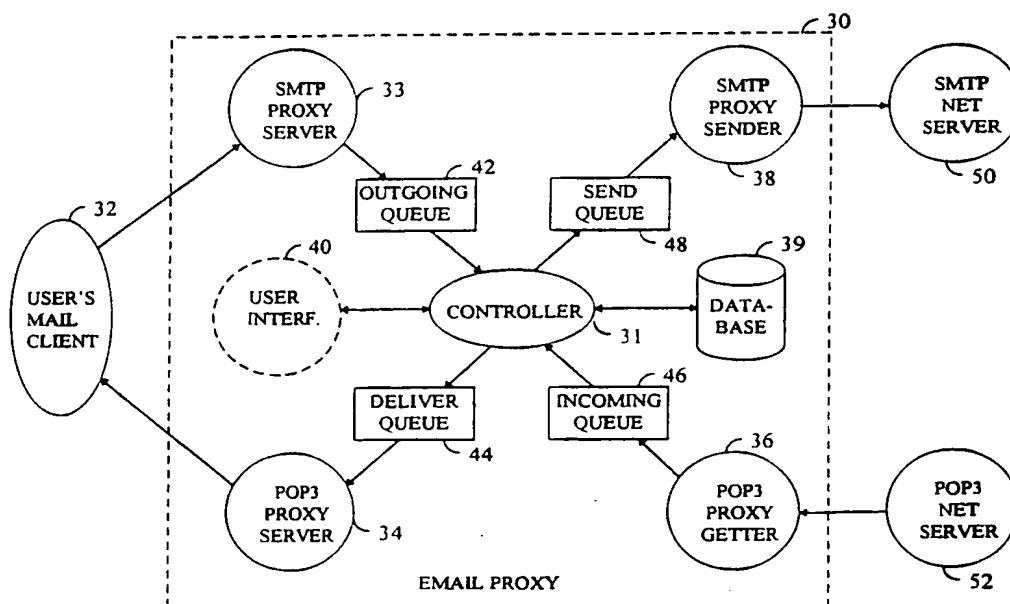 30
SMTP
PROXY
SERVER
33
SMTP
PROXY
SENDER
38
SMTP
NET
SERVER
50
42
OUTGOING
QUEUE
SEND
QUEUE
48
32
USER'S
MAIL
CLIENT
40
USER
INTERF.
CONTROLLER
31
39
DATA-
BASE
DELIVER
QUEUE
44
46
INCOMING
QUEUE
POP3
PROXY
SERVER
34
36
POP3
PROXY
GETTER
POP3
NET
SERVER
52
EMAIL PROXY